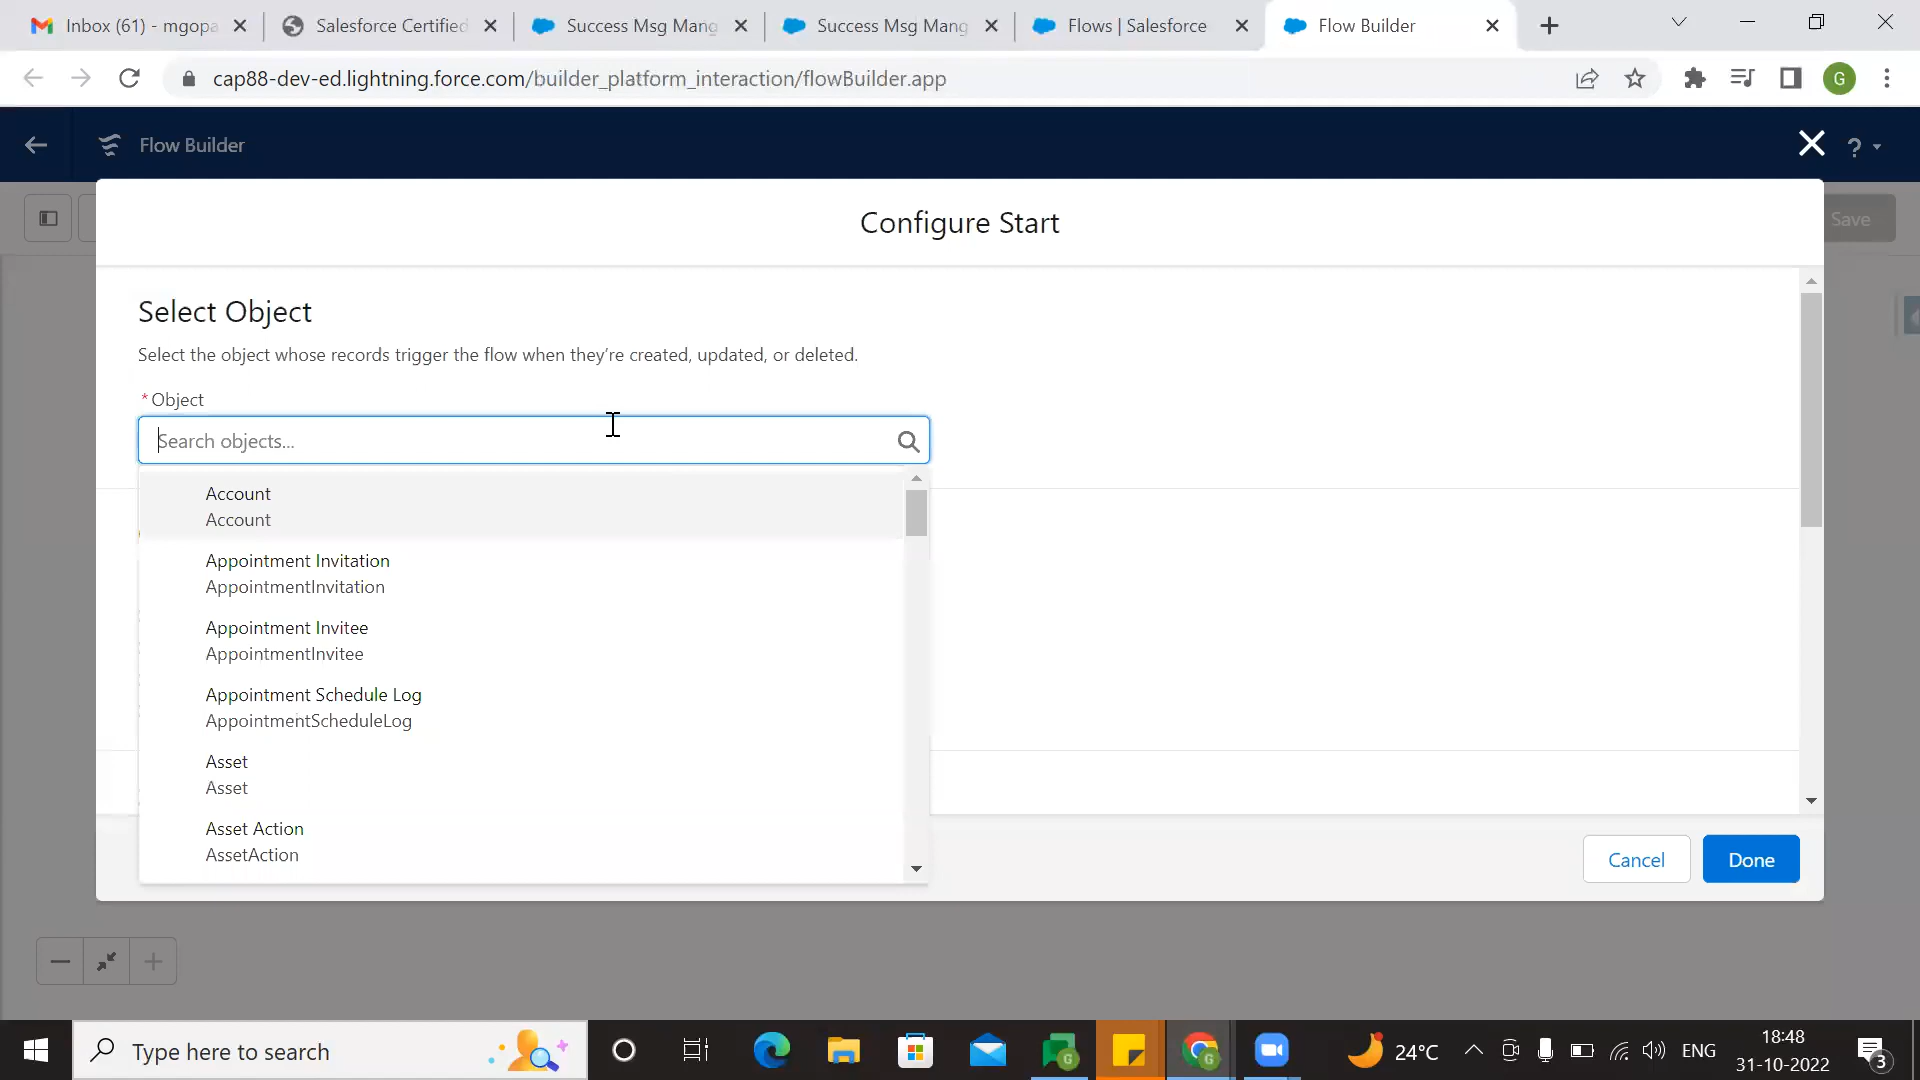 Inbox (61) - mgopa
Salesforce Certified
Success Msg Mang
Success Msg Mang
Flows | Salesforce
Flow Builder
cap88-dev-ed.lightning.force.com/builder_platform_interaction/flowBuilder.app
G
Flow Builder
?
Save
Configure Start
Select Object
Select the object whose records trigger the flow when they're created, updated, or deleted.
* Object
Search objects...
Account
Account
Appointment Invitation
AppointmentInvitation
Appointment Invitee
AppointmentInvitee
Appointment Schedule Log
AppointmentScheduleLog
Asset
Asset
Asset Action
AssetAction
Cancel
Done
Type here to search
G
G
24°C
ENG
18:48
31-10-2022
3